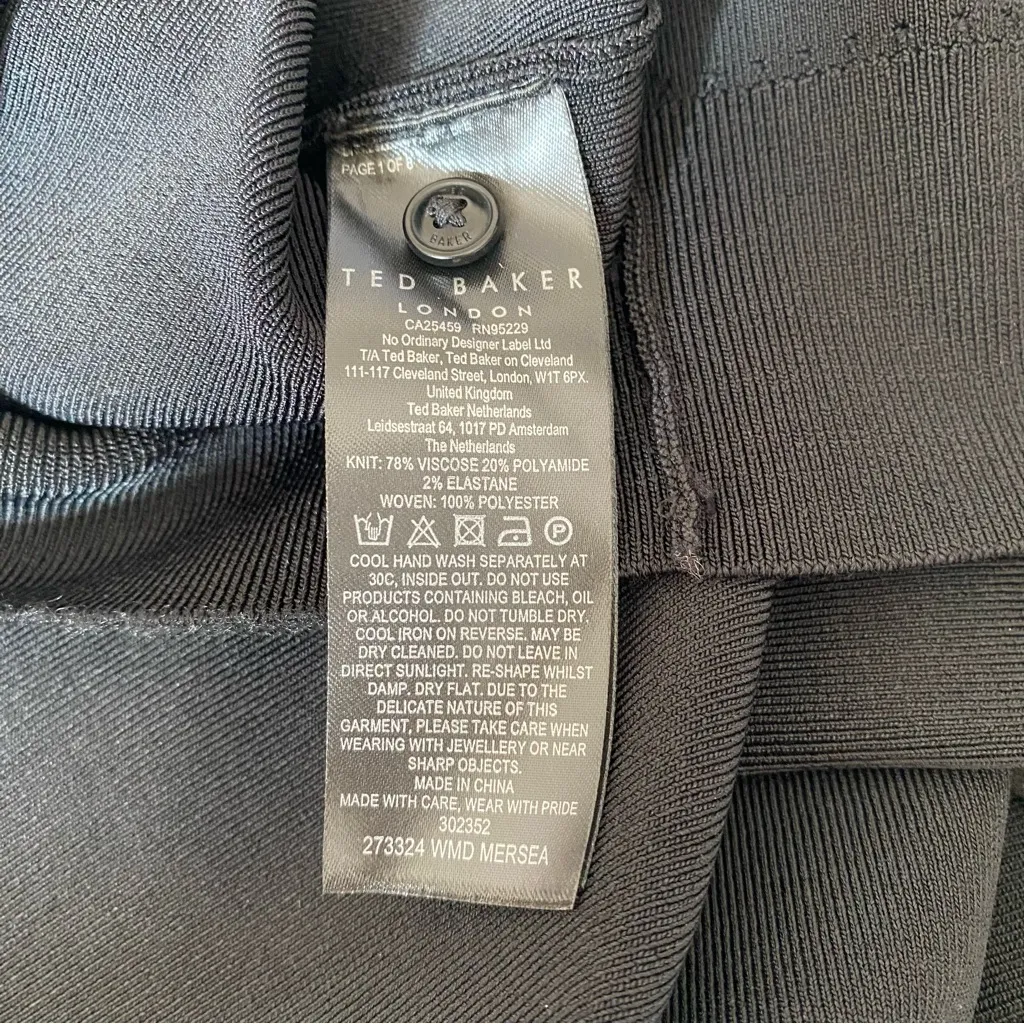 PAGE 1 OF 8
BAKER
TED BAKER
LONDON
CA25459 RN95229
No Ordinary Designer Label Ltd
T/A Ted Baker, Ted Baker on Cleveland
111-117 Cleveland Street, London, W1T 6PX.
United Kingdom
Ted Baker Netherlands
Leidsestraat 64, 1017 PD Amsterdam
The Netherlands
KNIT: 78% VISCOSE 20% POLYAMIDE
2% ELASTANE
WOVEN: 100% POLYESTER
P
COOL HAND WASH SEPARATELY AT
30C, INSIDE OUT. DO NOT USE
PRODUCTS CONTAINING BLEACH, OIL
OR ALCOHOL. DO NOT TUMBLE DRY.
COOL IRON ON REVERSE. MAY BE
DRY CLEANED. DO NOT LEAVE IN
DIRECT SUNLIGHT. RE-SHAPE WHILST
DAMP. DRY FLAT. DUE TO THE
DELICATE NATURE OF THIS
GARMENT, PLEASE TAKE CARE WHEN
WEARING WITH JEWELLERY OR NEAR
SHARP OBJECTS.
MADE IN CHINA
MADE WITH CARE, WEAR WITH PRIDE
302352
273324 WMD MERSEA